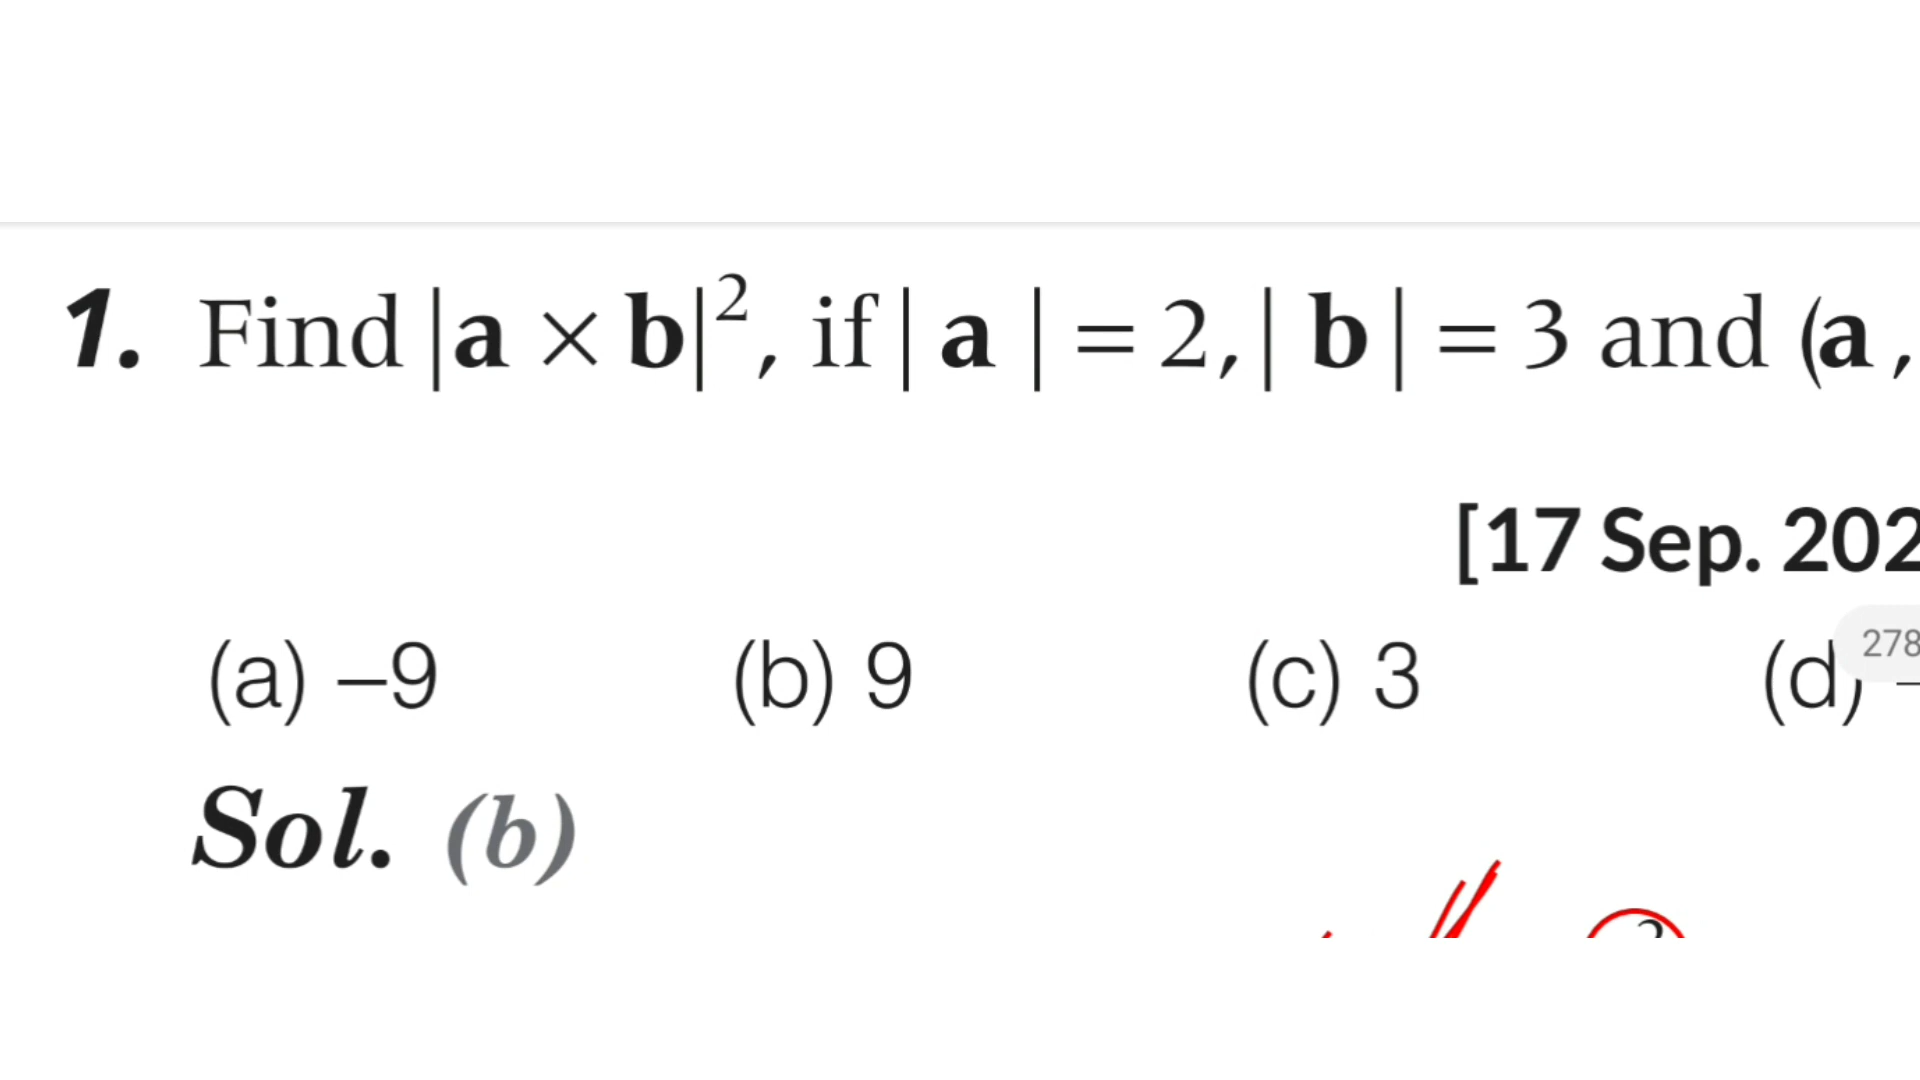 1. Find |a × b|², if | a | = 2, | b | = 3 and (a ,
[17 Sep. 202
(a) –9 (b) 9 (c) 3 (d)
278
Sol. (b)